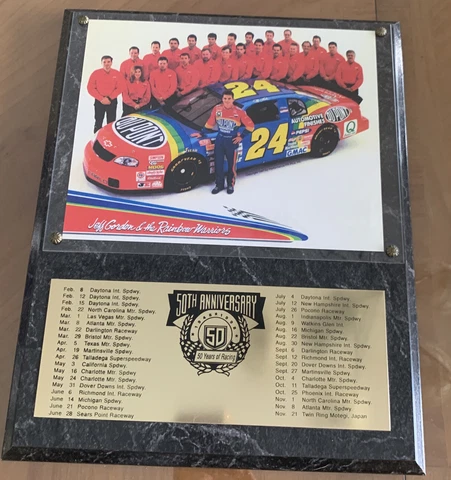 24
24
DUPONT
DUPONT
AUTOMOTIVE
FINISHES
PEPSI
GMAC
Q
Jeff Gordon & the Rainbow Warriors
50TH ANNIVERSARY
50
50 Years of Racing
Feb. 8 Daytona Int. Spdwy.
Feb. 12 Daytona Int. Spdwy.
Feb. 15 Daytona Int. Spdwy.
Feb. 22 North Carolina Mtr. Spdwy.
Mar. 1 Las Vegas Mtr. Spdwy.
Mar. 9 Atlanta Mtr. Spdwy.
Mar. 22 Darlington Raceway
Mar. 29 Bristol Mtr. Spdwy.
Apr. 5 Texas Mtr. Spdwy.
Apr. 19 Martinsville Spdwy.
Apr. 26 Talladega Superspeedway
May 3 California Spdwy.
May 16 Charlotte Mtr. Spdwy.
May 24 Charlotte Mtr. Spdwy.
May 31 Dover Downs Int. Spdwy.
June 6 Richmond Int. Raceway
June 14 Michigan Spdwy.
June 21 Pocono Raceway
June 28 Sears Point Raceway
July 4 Daytona Int. Spdwy.
July 12 New Hampshire Int. Spdwy.
July 26 Pocono Raceway
Aug. 1 Indianapolis Mtr. Spdwy.
Aug. 9 Watkins Glen Int.
Aug. 16 Michigan Spdwy.
Aug. 22 Bristol Mtr. Spdwy.
Aug. 30 New Hampshire Int. Spdwy.
Sept. 6 Darlington Raceway
Sept. 12 Richmond Int. Raceway
Sept. 20 Dover Downs Int. Spdwy.
Sept. 27 Martinsville Spdwy.
Oct. 4 Charlotte Mtr. Spdwy.
Oct. 11 Talladega Superspeedway
Oct. 25 Phoenix Int. Raceway
Nov. 1 North Carolina Mtr. Spdwy.
Nov. 8 Atlanta Mtr. Spdwy.
Nov. 21 Twin Ring Motegi, Japan